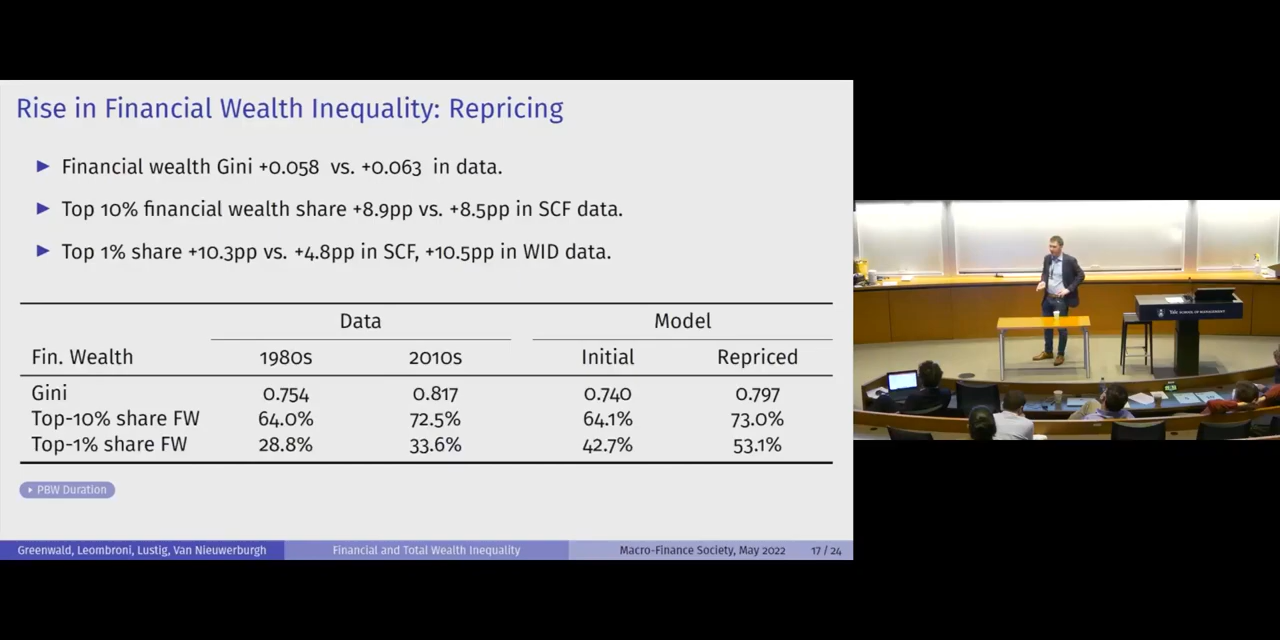 Rise in Financial Wealth Inequality: Repricing
▶ Financial wealth Gini +0.058 vs. +0.063 in data.
▶ Top 10% financial wealth share +8.9pp vs. +8.5pp in SCF data.
▶ Top 1% share +10.3pp vs. +4.8pp in SCF, +10.5pp in WID data.
Data Model
Fin. Wealth 1980s 2010s Initial Repriced
Gini 0.754 0.817 0.740 0.797
Top-10% share FW 64.0% 72.5% 64.1% 73.0%
Top-1% share FW 28.8% 33.6% 42.7% 53.1%
▸ PBW Duration
Greenwald, Leombroni, Lustig, Van Nieuwerburgh Financial and Total Wealth Inequality Macro-Finance Society, May 2022 17 / 24
Yale SCHOOL OF MANAGEMENT